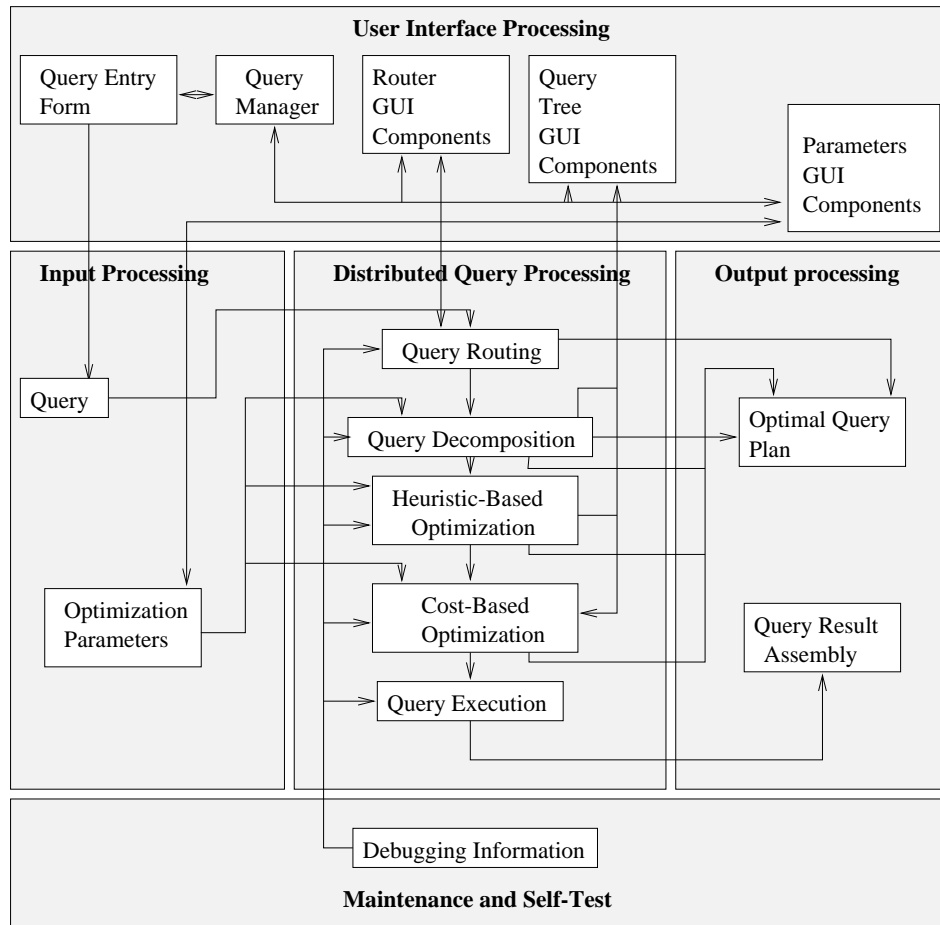 User Interface Processing
Query Entry
Form
Query
Manager
Router
GUI
Components
Query
Tree
GUI
Components
Parameters
GUI
Components
Input Processing
Query
Optimization
Parameters
Distributed Query Processing
Query Routing
Query Decomposition
Heuristic-Based
Optimization
Cost-Based
Optimization
Query Execution
Output processing
Optimal Query
Plan
Query Result
Assembly
Debugging Information
Maintenance and Self-Test